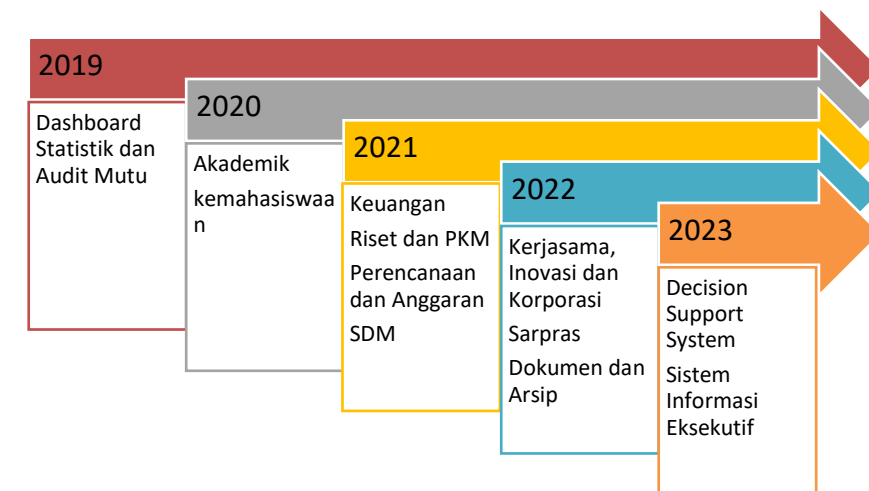 2019
Dashboard
Statistik dan
Audit Mutu
2020
Akademik
kemahasiswaa
n
2021
Keuangan
Riset dan PKM
Perencanaan
dan Anggaran
SDM
2022
Kerjasama,
Inovasi dan
Korporasi
Sarpras
Dokumen dan
Arsip
2023
Decision
Support
System
Sistem
Informasi
Eksekutif